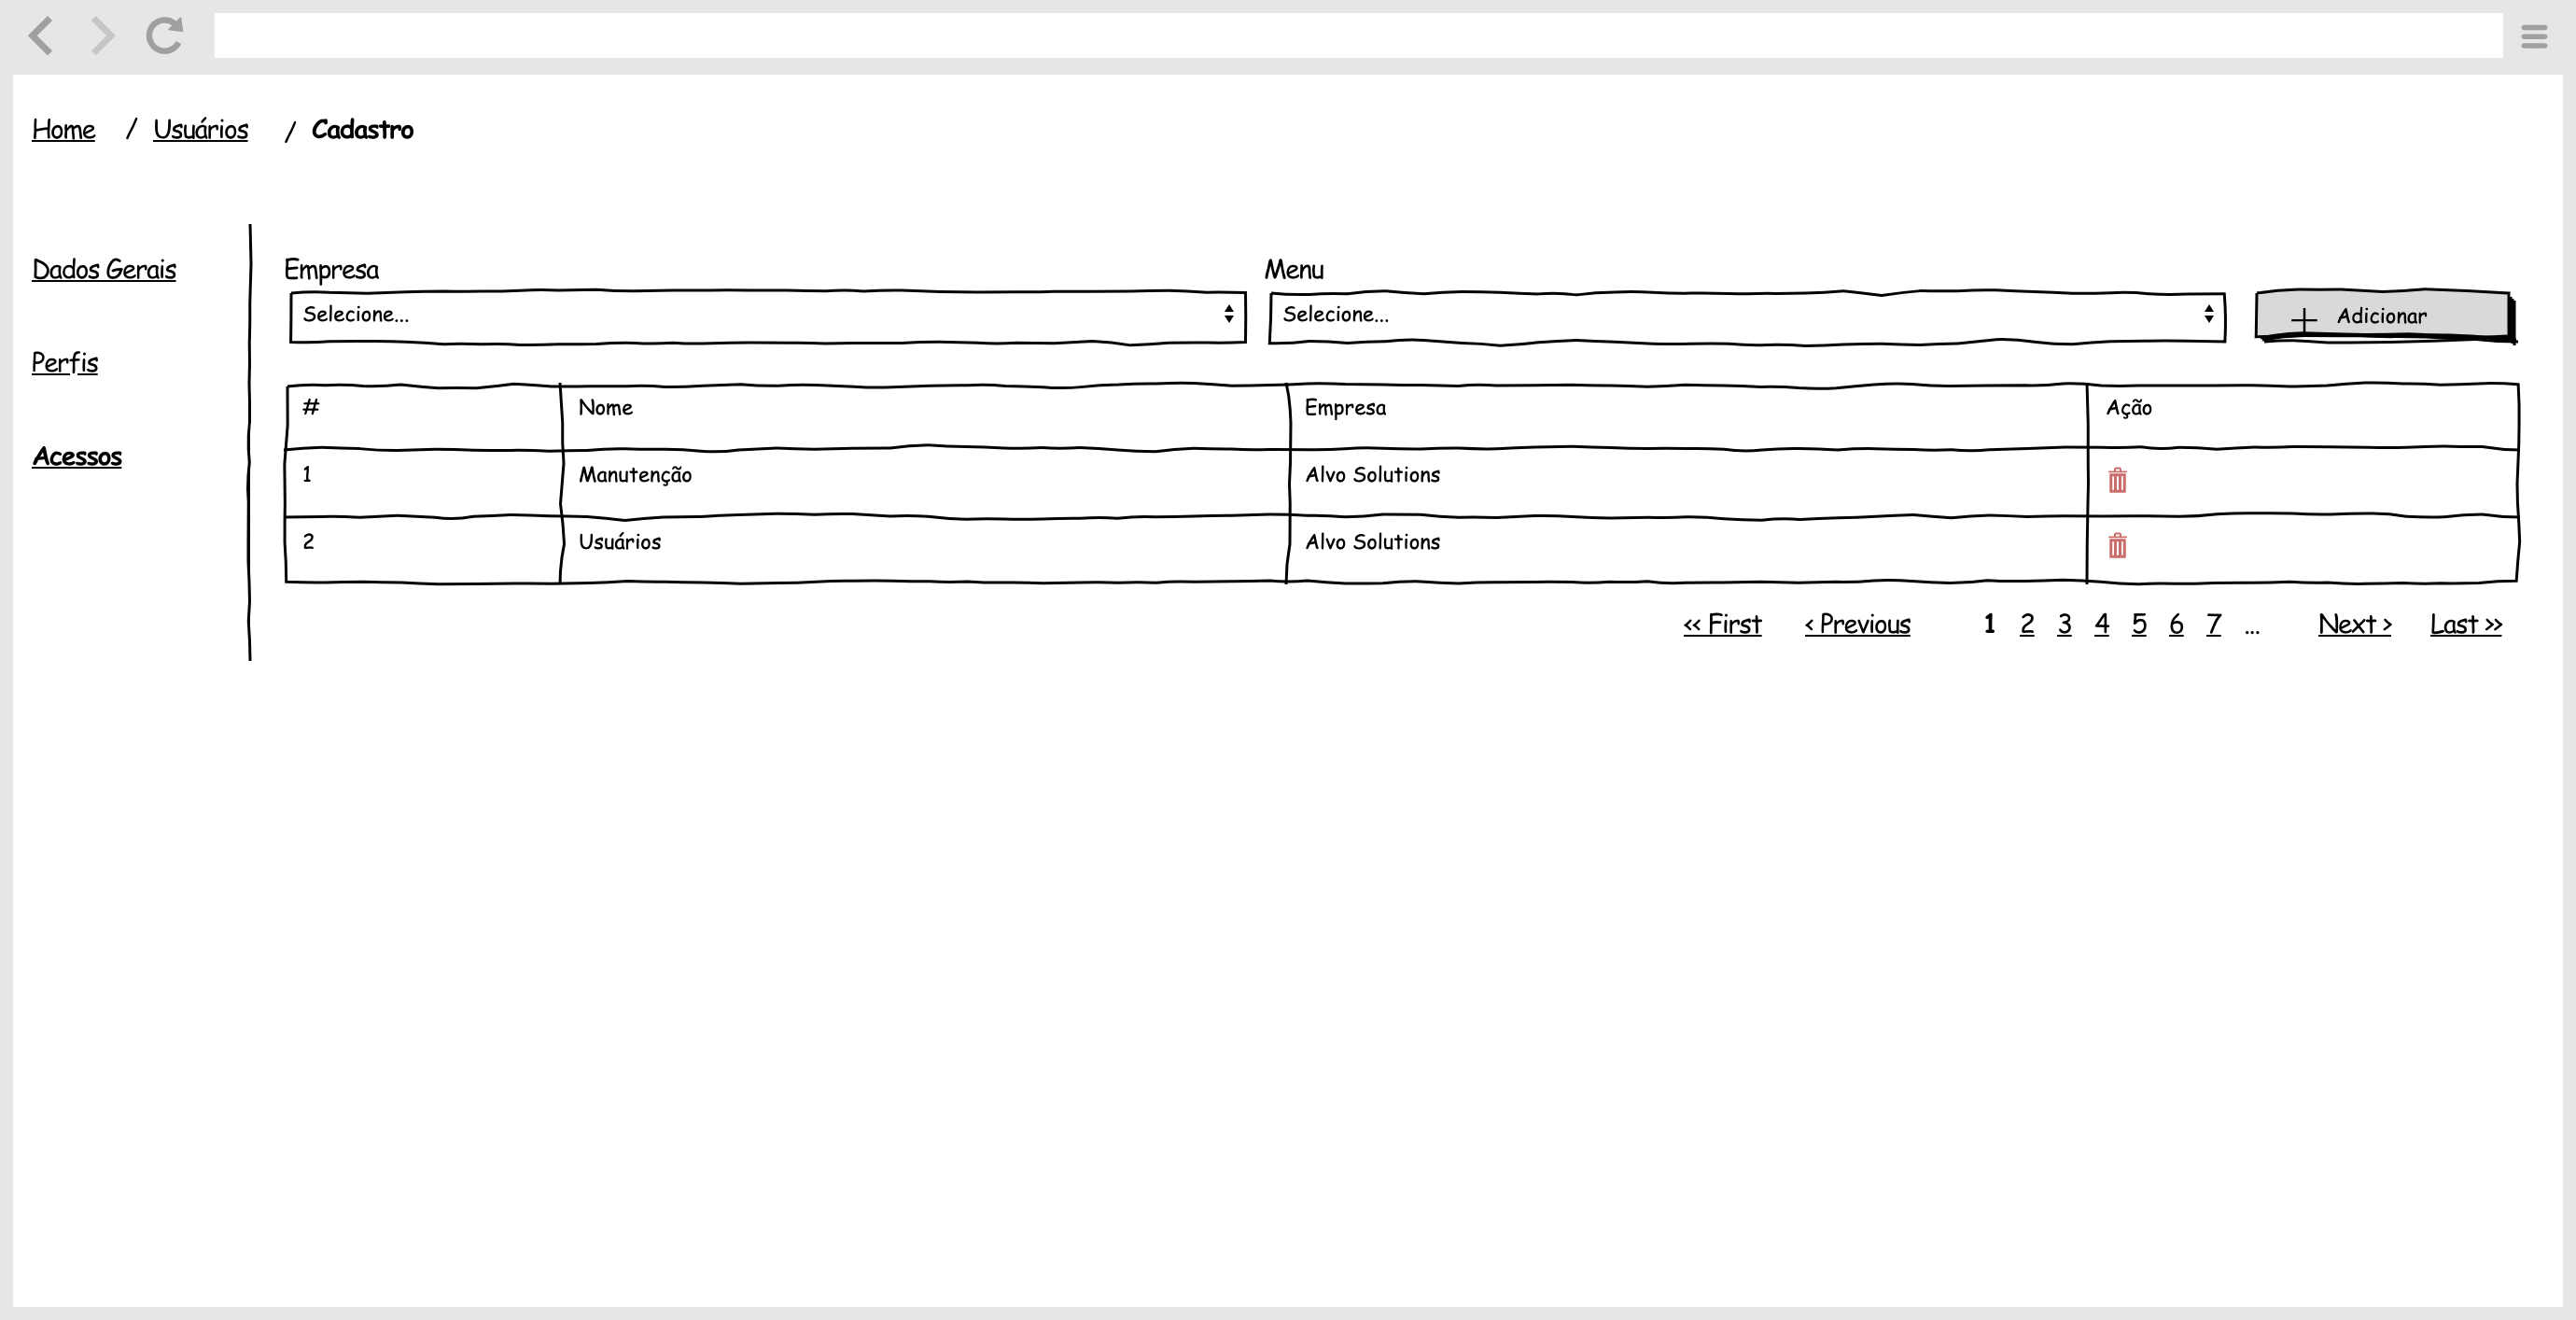 Home / Usuários / Cadastro
Dados Gerais
Perfis
Acessos
Empresa Menu
Selecione... Selecione... + Adicionar
# Nome Empresa Ação
1 Manutenção Alvo Solutions
2 Usuários Alvo Solutions
<< First < Previous 1 2 3 4 5 6 7 ... Next > Last >>